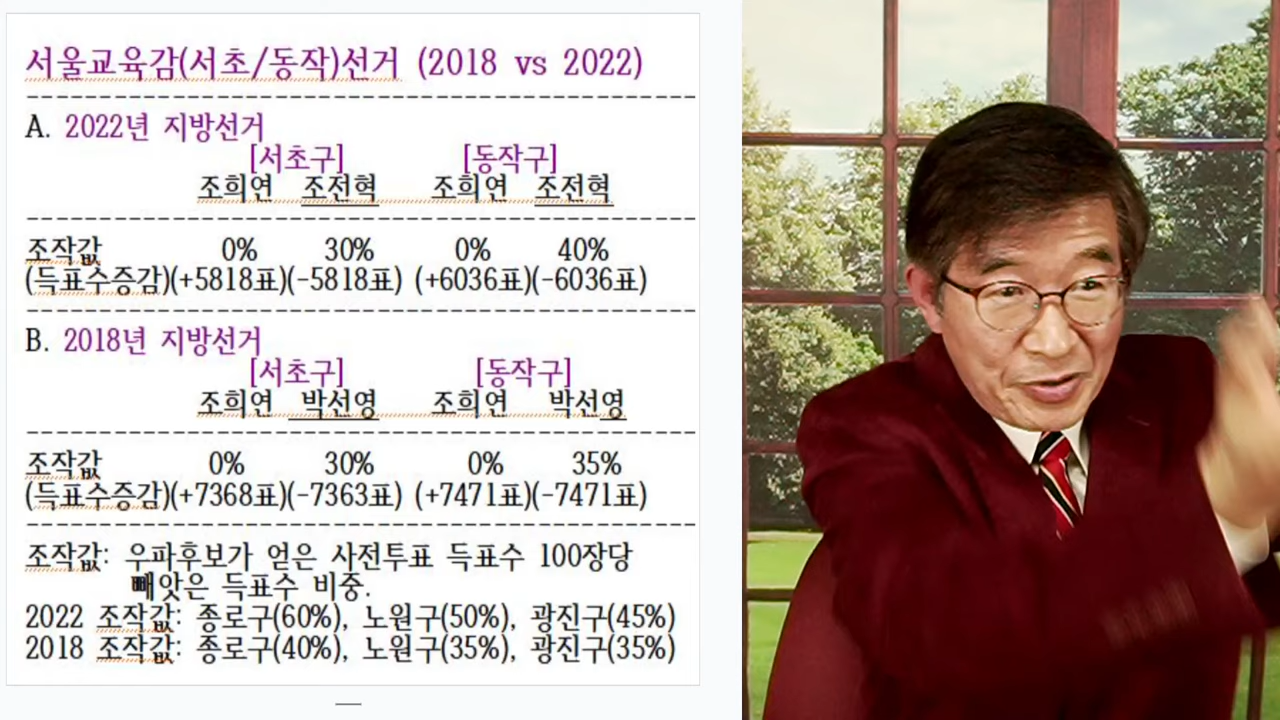 서울교육감(서초/동작)선거 (2018 vs 2022)
A. 2022년 지방선거
[서초구] [동작구]
조희연 조전혁 조희연 조전혁
조작값 0% 30% 0% 40%
(득표수증감)(+5818표)(-5818표) (+6036표)(-6036표)
B. 2018년 지방선거
[서초구] [동작구]
조희연 박선영 조희연 박선영
조작값 0% 30% 0% 35%
(득표수증감)(+7368표)(-7363표) (+7471표)(-7471표)
조작값: 우파후보가 얻은 사전투표 득표수 100장당
빼앗은 득표수 비중.
2022 조작값: 종로구(60%), 노원구(50%), 광진구(45%)
2018 조작값: 종로구(40%), 노원구(35%), 광진구(35%)